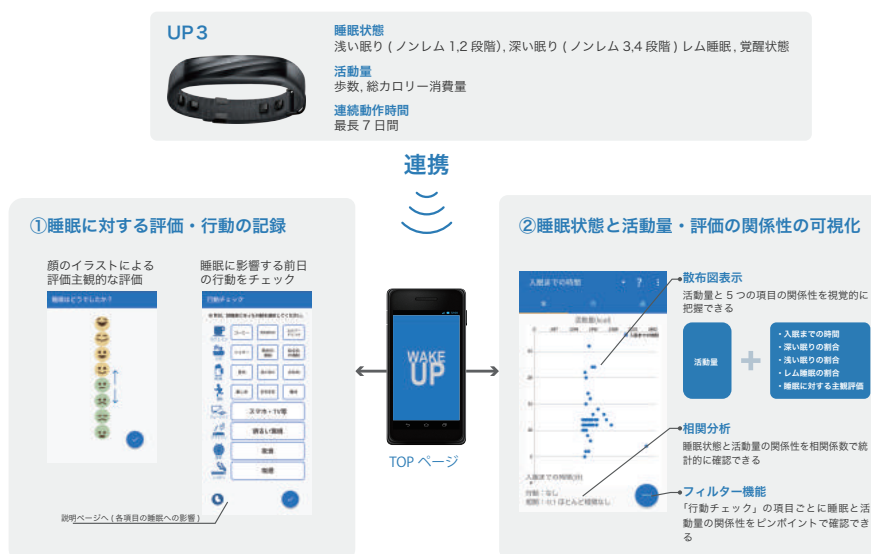 UP3
睡眠状態
浅い眠り ( ノンレム 1,2 段階), 深い眠り ( ノンレム 3,4 段階 ) レム睡眠 , 覚醒状態
活動量
歩数, 総カロリー消費量
連続動作時間
最長 7 日間
連携
①睡眠に対する評価・行動の記録
顔のイラストによる
評価主観的な評価
睡眠に影響する前日
の行動をチェック
睡眠はどうでしたか？
行動チェック
コーヒー
スマホ・TV等
飲酒
喫煙
説明ページへ ( 各項目の睡眠への影響 )
WAKE
UP
TOP ページ
②睡眠状態と活動量・評価の関係性の可視化
入眠までの時間
?
活動量(kcal)
入眠までの時間(分)
散布図表示
活動量と 5 つの項目の関係性を視覚的に
把握できる
活動量
・入眠までの時間
・深い眠りの割合
・浅い眠りの割合
・レム睡眠の割合
・睡眠に対する主観評価
相関分析
睡眠状態と活動量の関係性を相関係数で統
計的に確認できる
フィルター機能
「行動チェック」の項目ごとに睡眠と活
動量の関係性をピンポイントで確認でき
る